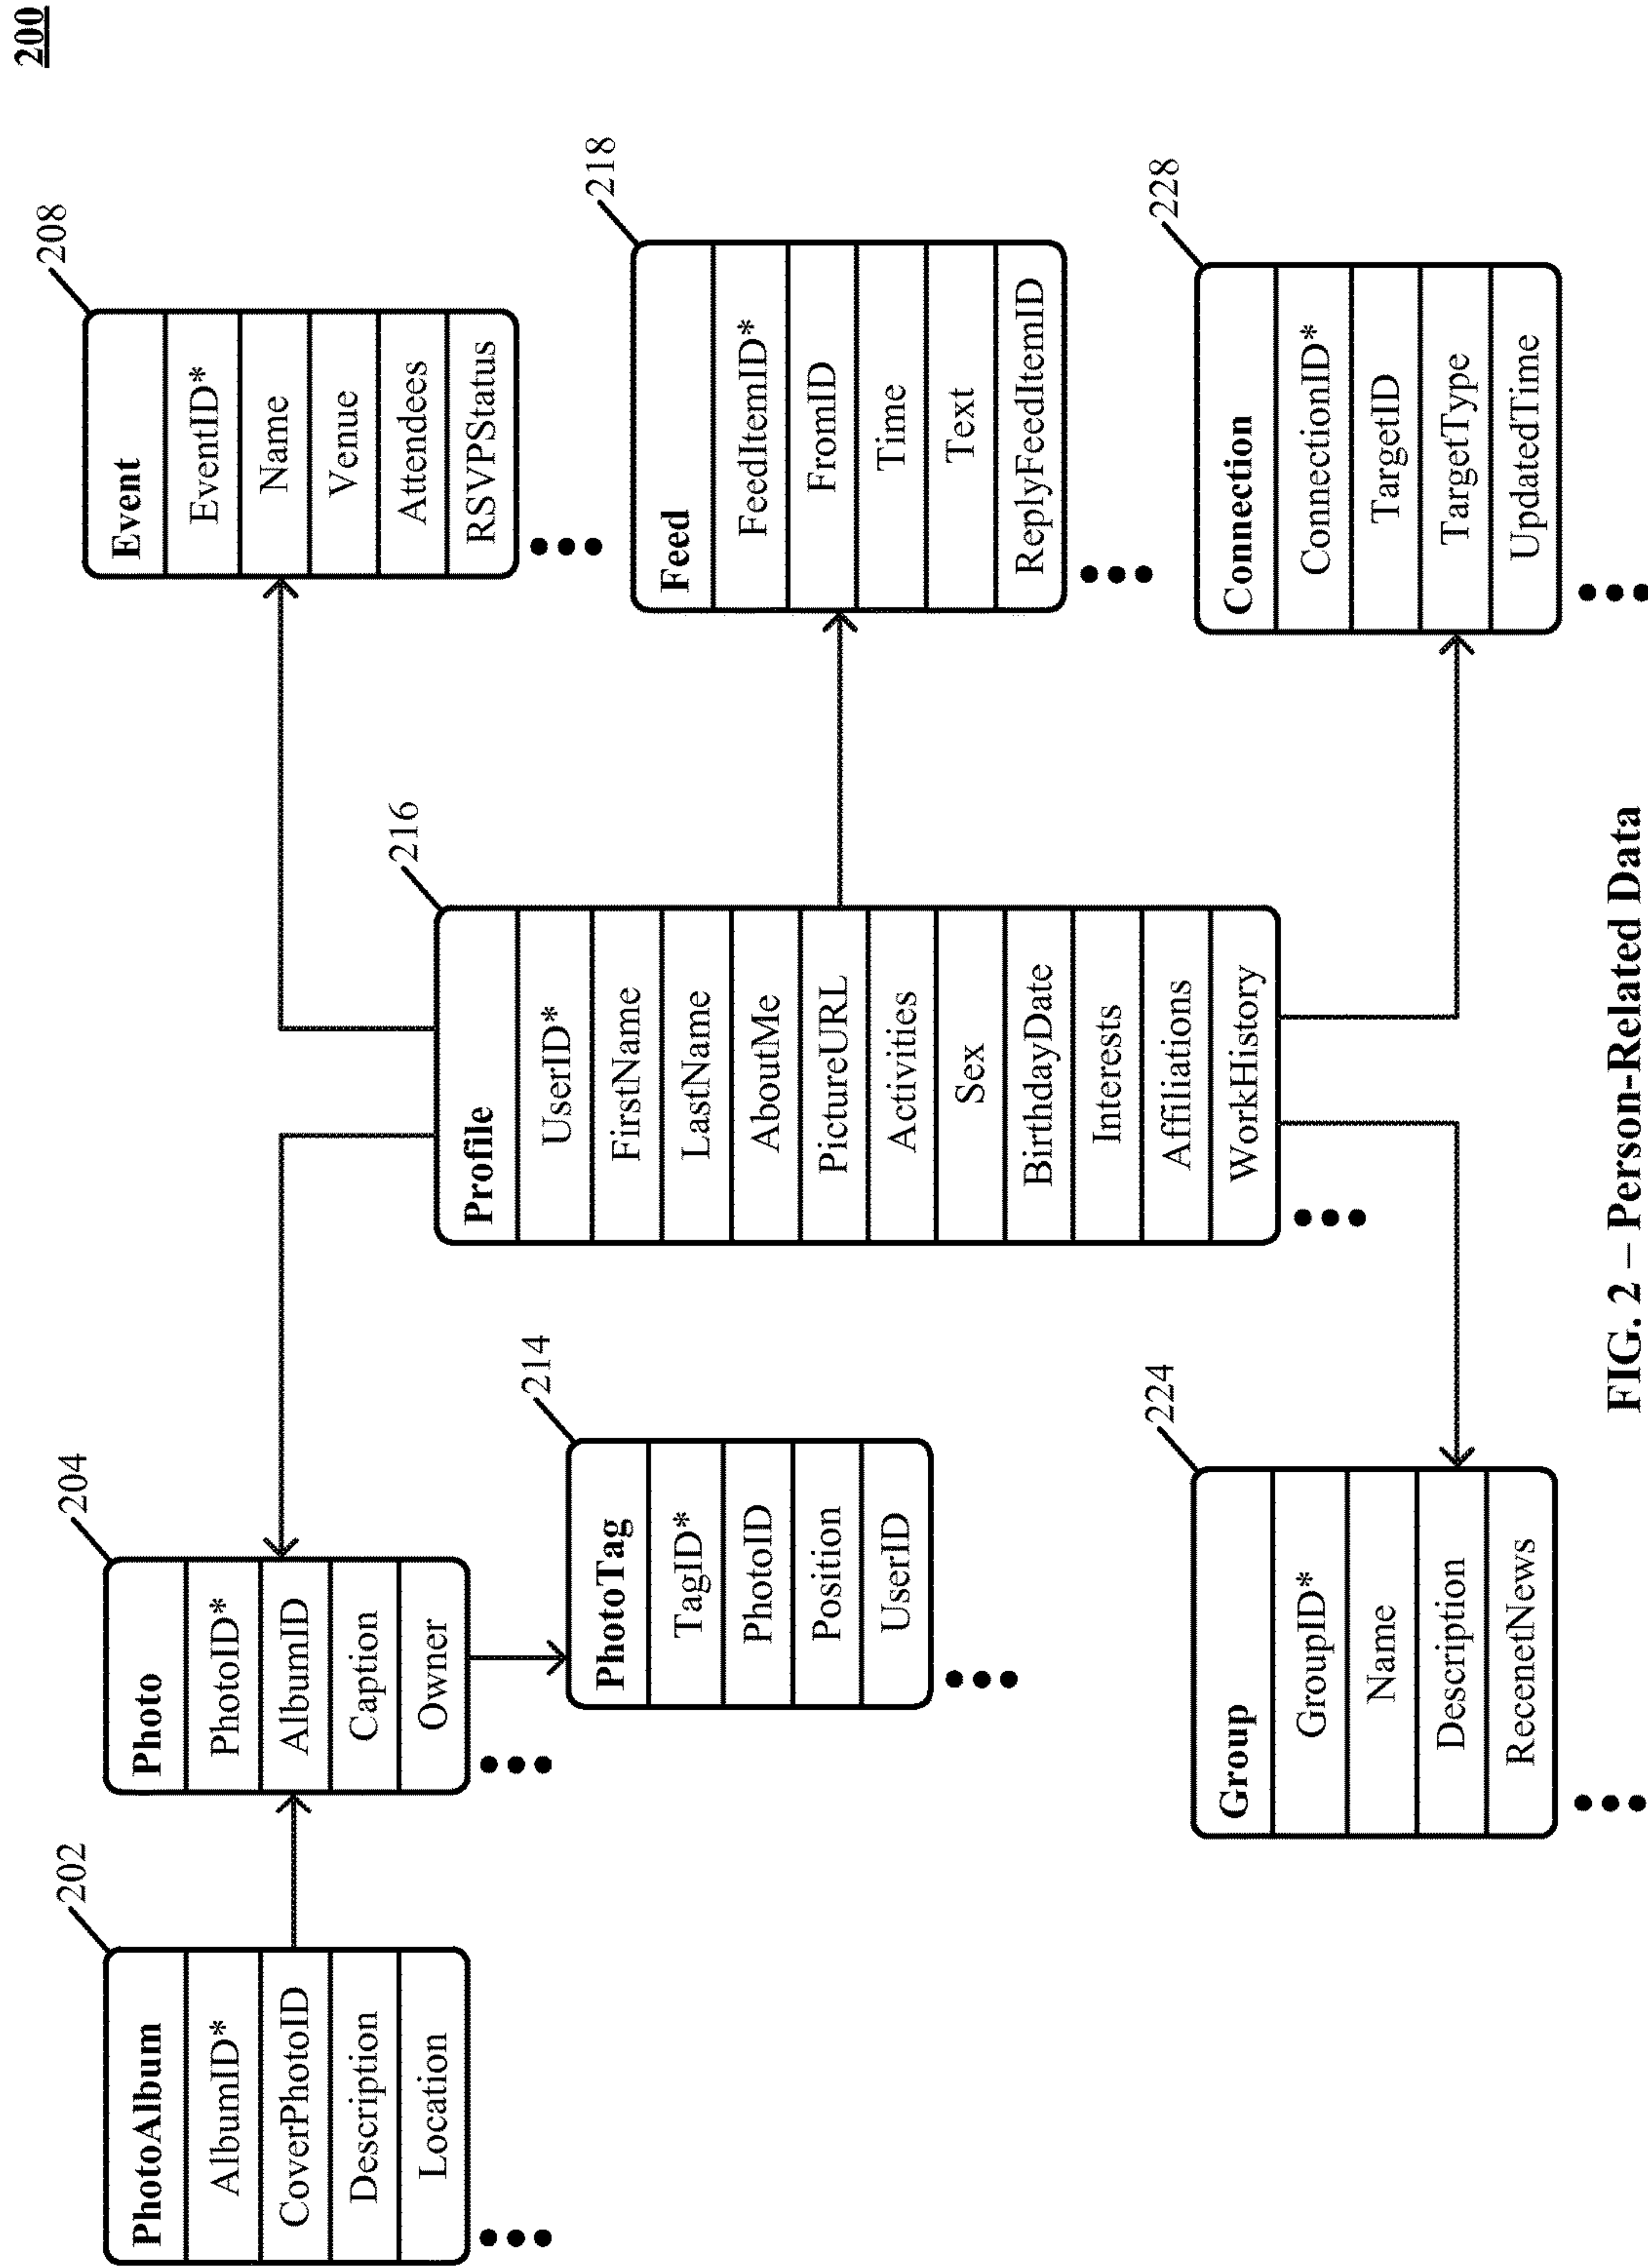 200
202
PhotoAlbum
AlbumID*
CoverPhotoID
Description
Location
204
Photo
PhotoID*
AlbumID
Caption
Owner
208
Event
EventID*
Name
Venue
Attendees
RSVPStatus
214
PhotoTag
TagID*
PhotoID
Position
UserID
216
Profile
UserID*
FirstName
LastName
AboutMe
PictureURL
Activities
Sex
BirthdayDate
Interests
Affiliations
WorkHistory
218
Feed
FeedItemID*
FromID
Time
Text
ReplyFeedItemID
224
Group
GroupID*
Name
Description
RecenetNews
228
Connection
ConnectionID*
TargetID
TargetType
UpdatedTime
FIG. 2 – Person-Related Data